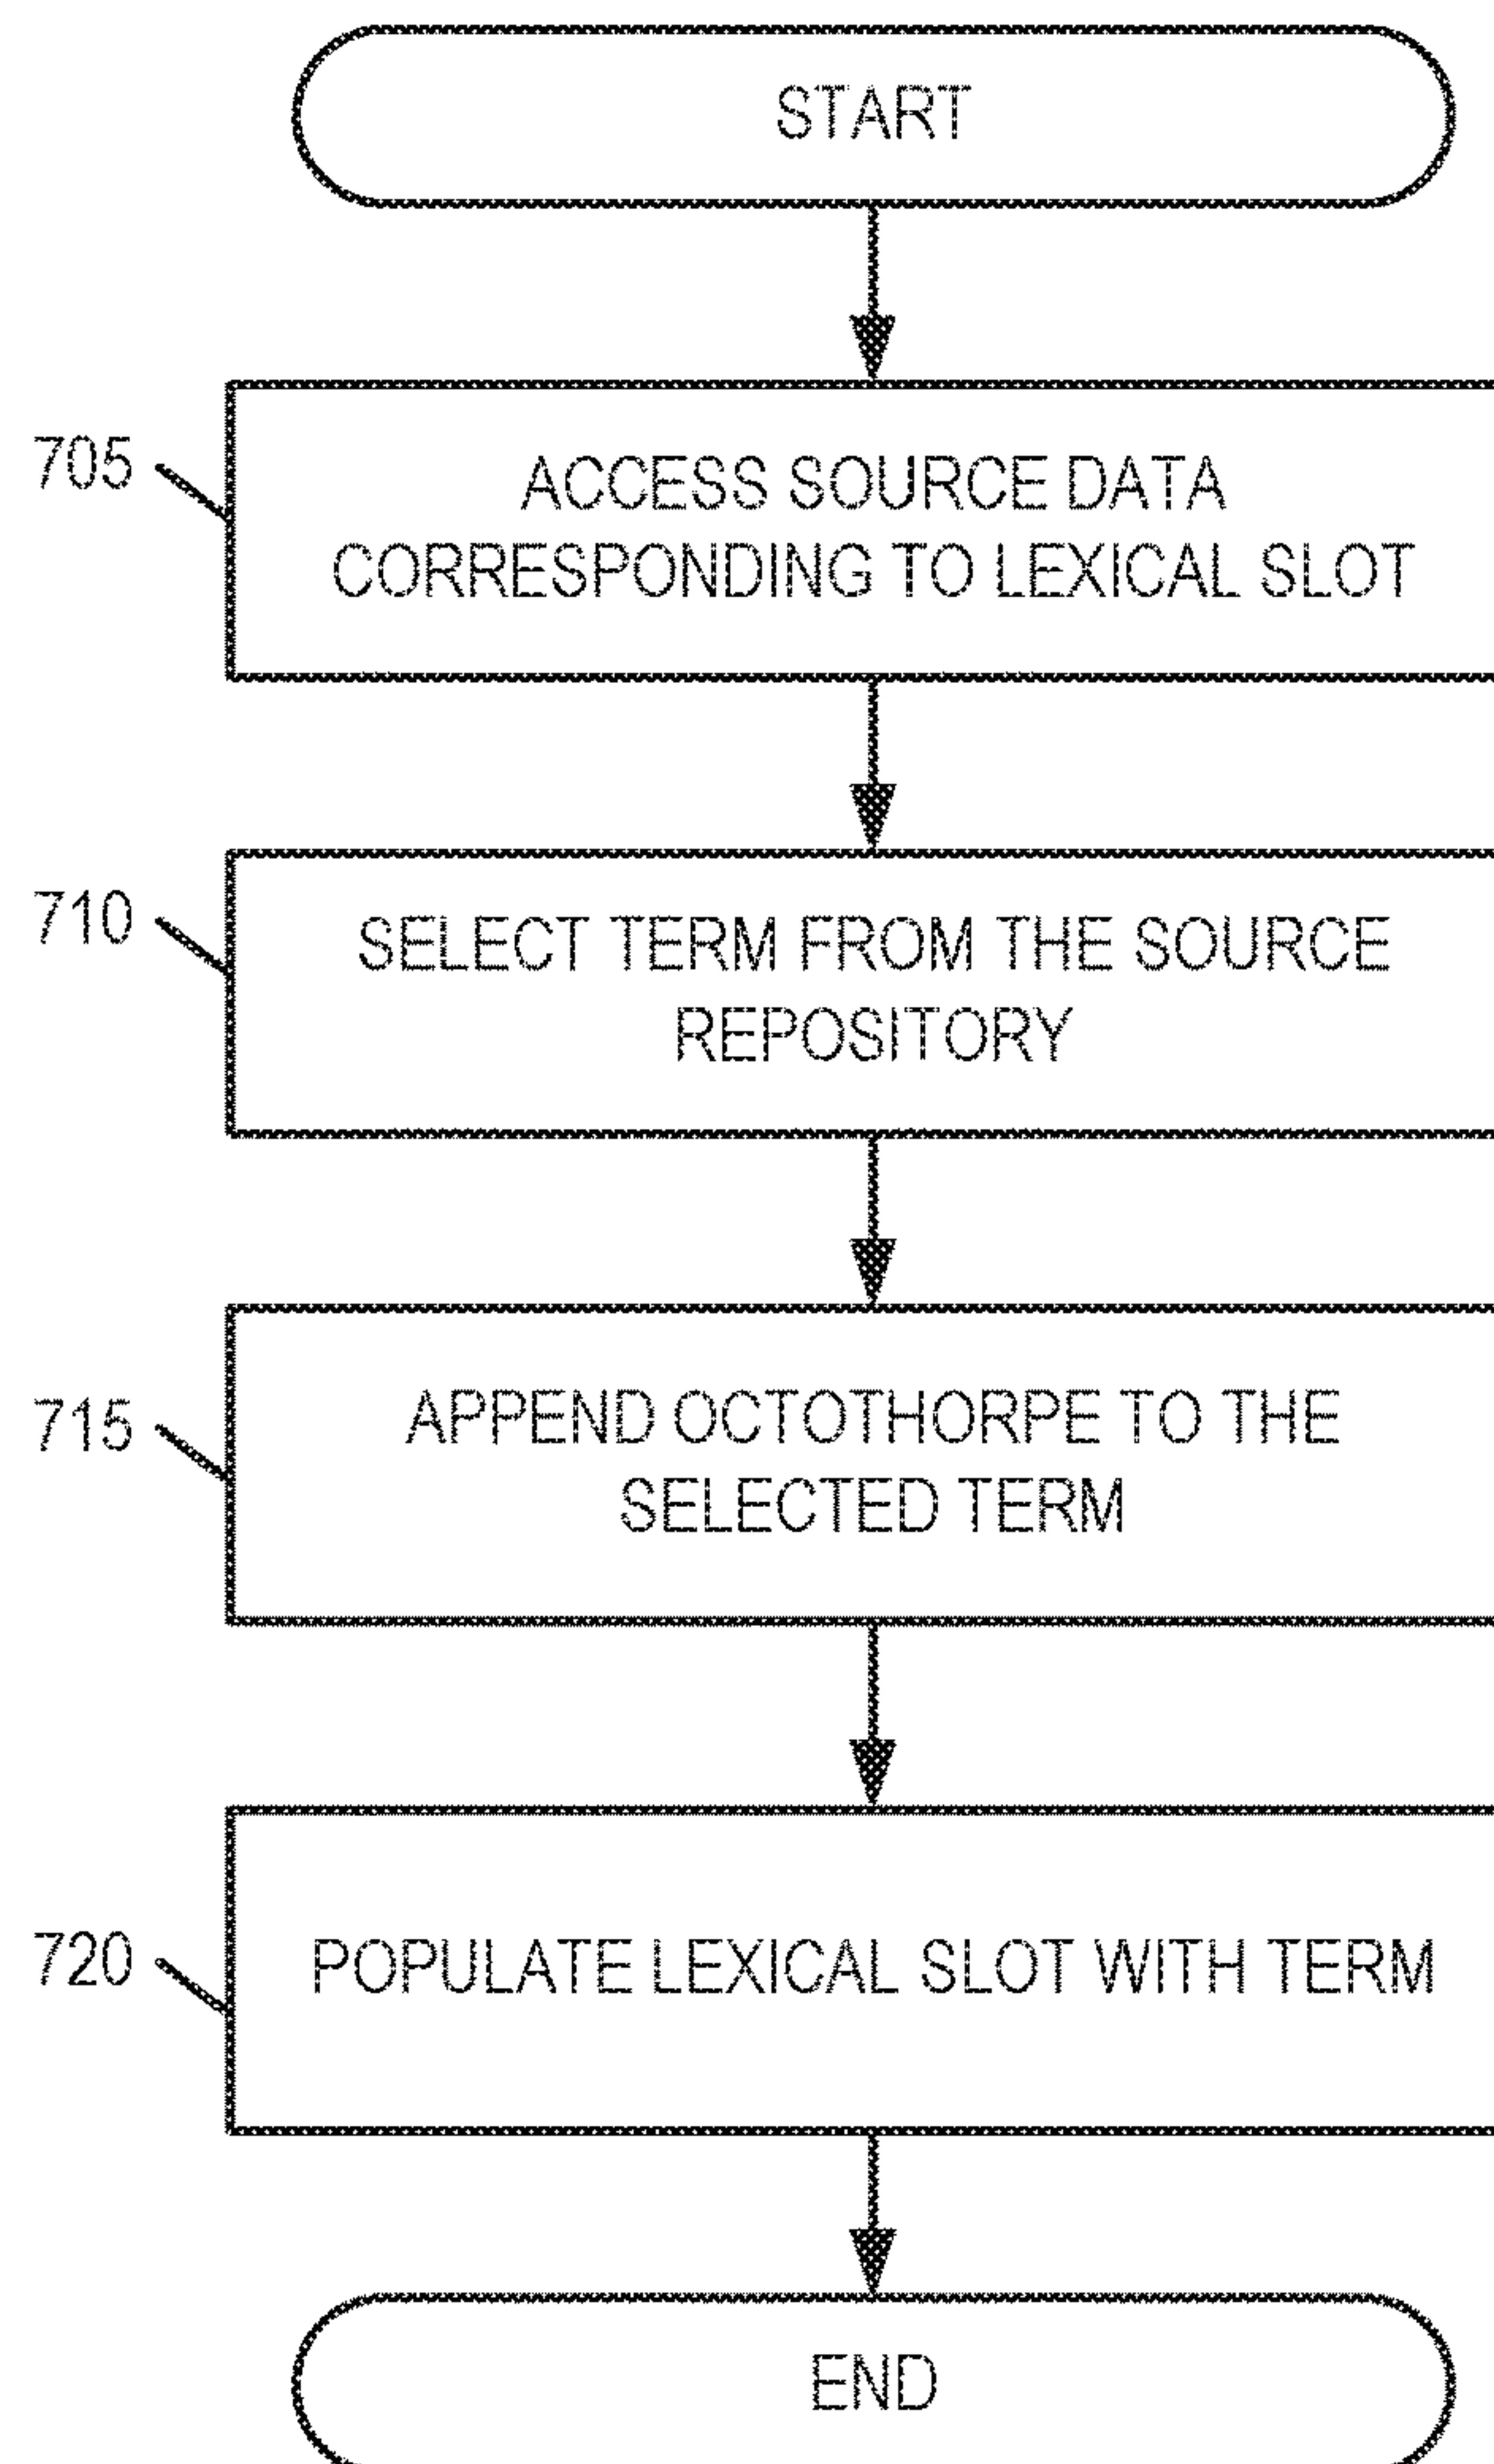 START
705
ACCESS SOURCE DATA
CORRESPONDING TO LEXICAL SLOT
710
SELECT TERM FROM THE SOURCE
REPOSITORY
715
APPEND OCTOTHORPE TO THE
SELECTED TERM
720
POPULATE LEXICAL SLOT WITH TERM
END